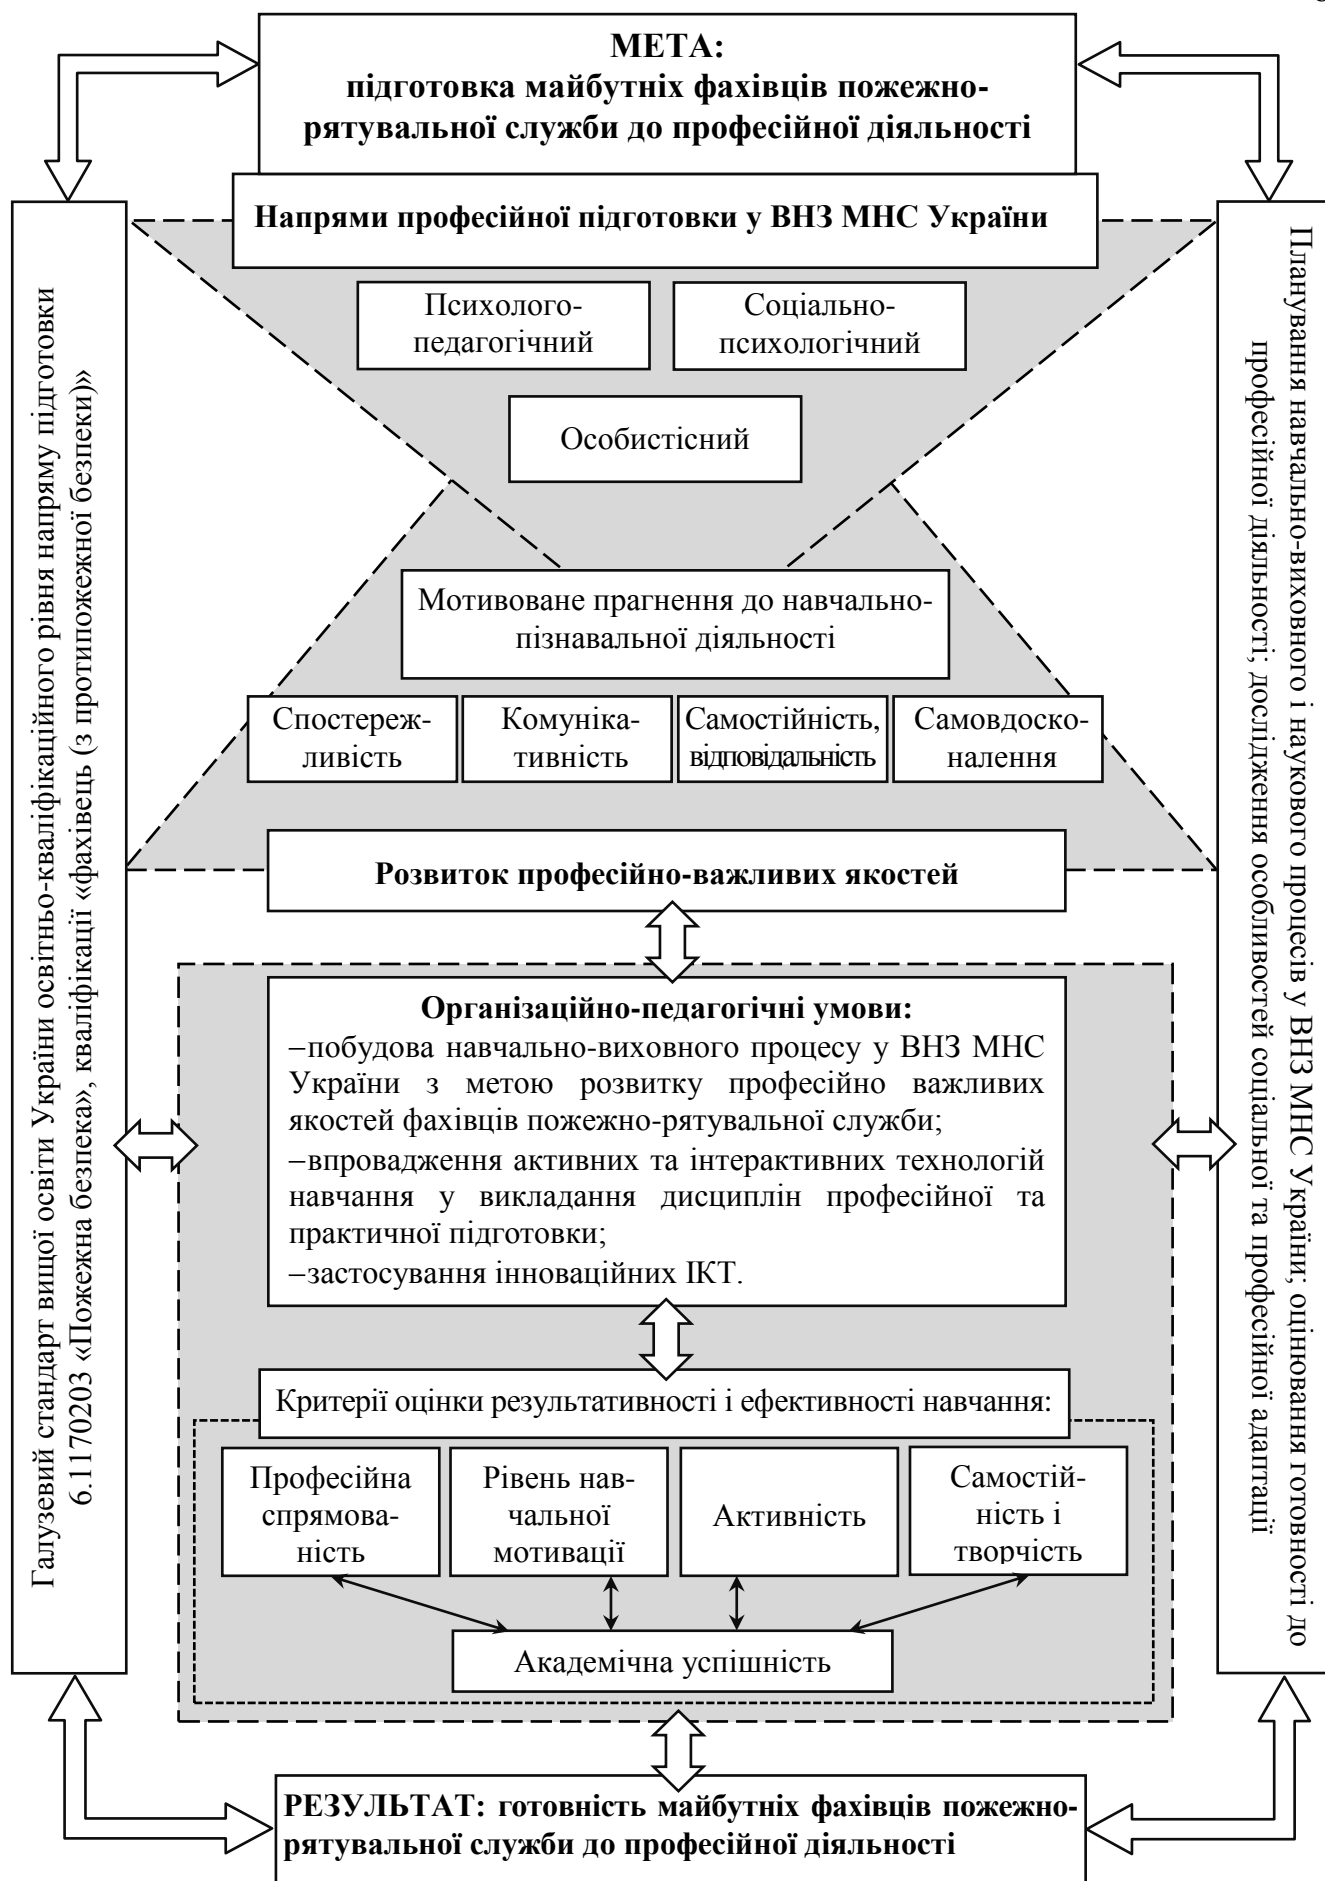 МЕТА:
підготовка майбутніх фахівців пожежно-
рятувальної служби до професійної діяльності
Напрями професійної підготовки у ВНЗ МНС України
Психолого-
педагогічний
Соціально-
психологічний
Особистісний
Мотивоване прагнення до навчально-
пізнавальної діяльності
Спостереж-
ливість
Комуніка-
тивність
Самостійність,
відповідальність
Самовдоско-
налення
Розвиток професійно-важливих якостей
Галузевий стандарт вищої освіти України освітньо-кваліфікаційного рівня напряму підготовки
6.1170203 «Пожежна безпека», кваліфікації «фахівець (з протипожежної безпеки)»
Планування навчально-виховного і наукового процесів у ВНЗ МНС України; оцінювання готовності до
професійної діяльності; дослідження особливостей соціальної та професійної адаптації
Організаційно-педагогічні умови:
–побудова навчально-виховного процесу у ВНЗ МНС
України з метою розвитку професійно важливих
якостей фахівців пожежно-рятувальної служби;
–впровадження активних та інтерактивних технологій
навчання у викладання дисциплін професійної та
практичної підготовки;
–застосування інноваційних ІКТ.
Критерії оцінки результативності і ефективності навчання:
Професійна
спрямова-
ність
Рівень нав-
чальної
мотивації
Активність
Самостій-
ність і
творчість
Академічна успішність
РЕЗУЛЬТАТ: готовність майбутніх фахівців пожежно-
рятувальної служби до професійної діяльності